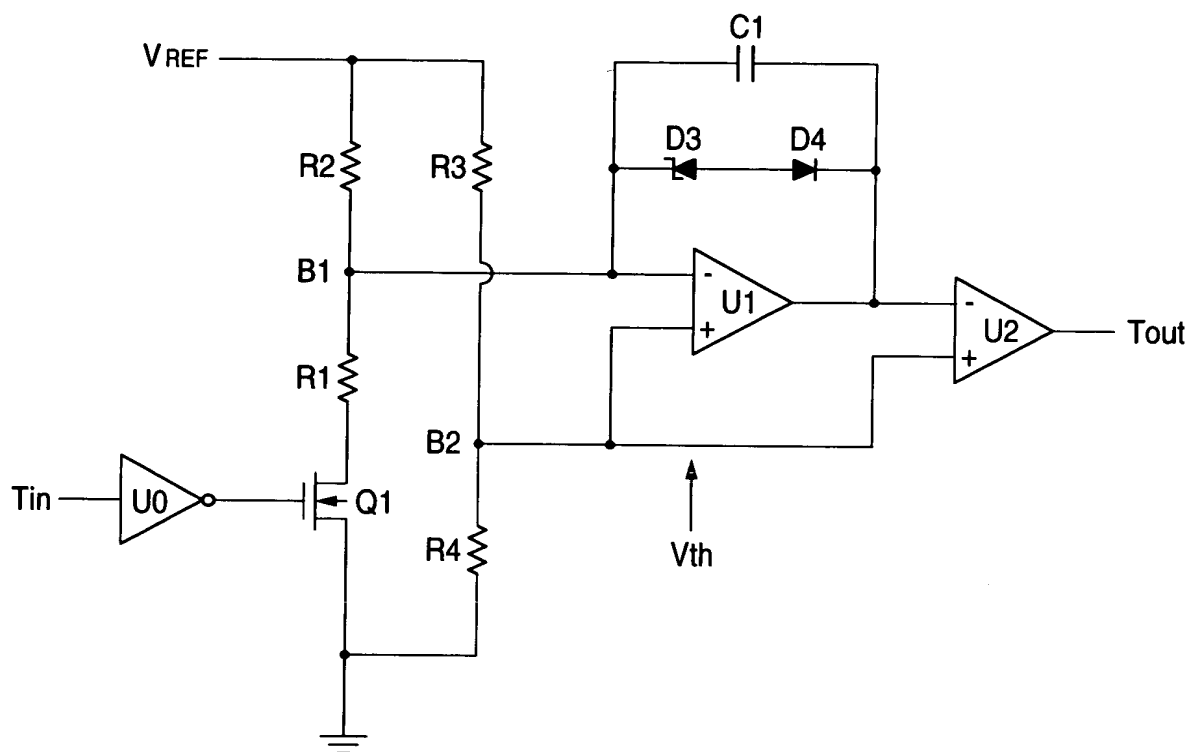 C1
VREF
D3 D4
R2 R3
B1
-
U1
+
-
U2
+
Tout
R1
B2
Tin
U0
Q1
R4
Vth